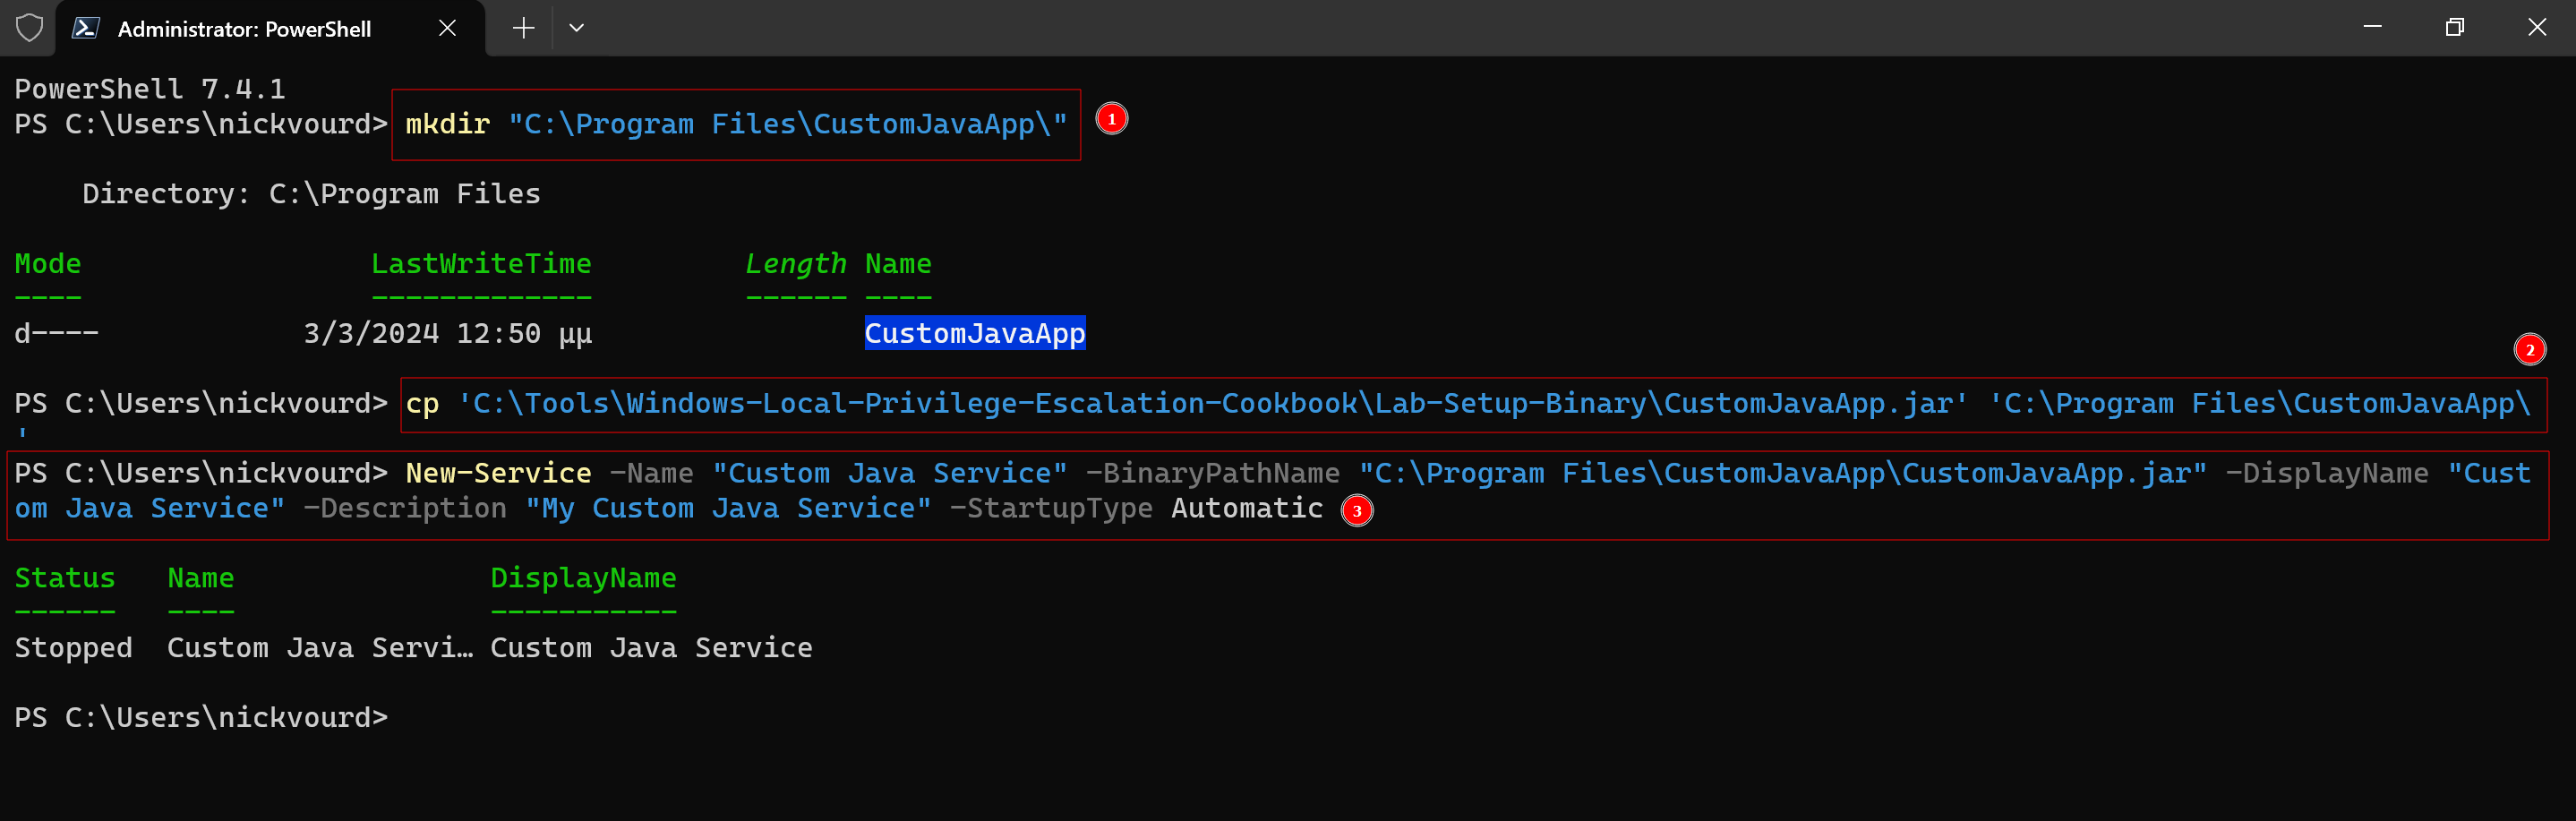 Administrator: PowerShell
PowerShell 7.4.1
PS C:\Users\nickvourd> mkdir "C:\Program Files\CustomJavaApp\"
1
Directory: C:\Program Files
Mode LastWriteTime Length Name
---- ------------- ------ ----
d---- 3/3/2024 12:50 μμ CustomJavaApp
2
PS C:\Users\nickvourd> cp 'C:\Tools\Windows-Local-Privilege-Escalation-Cookbook\Lab-Setup-Binary\CustomJavaApp.jar' 'C:\Program Files\CustomJavaApp\
'
PS C:\Users\nickvourd> New-Service -Name "Custom Java Service" -BinaryPathName "C:\Program Files\CustomJavaApp\CustomJavaApp.jar" -DisplayName "Cust
om Java Service" -Description "My Custom Java Service" -StartupType Automatic
3
Status Name DisplayName
------ ---- -----------
Stopped Custom Java Servi… Custom Java Service
PS C:\Users\nickvourd>